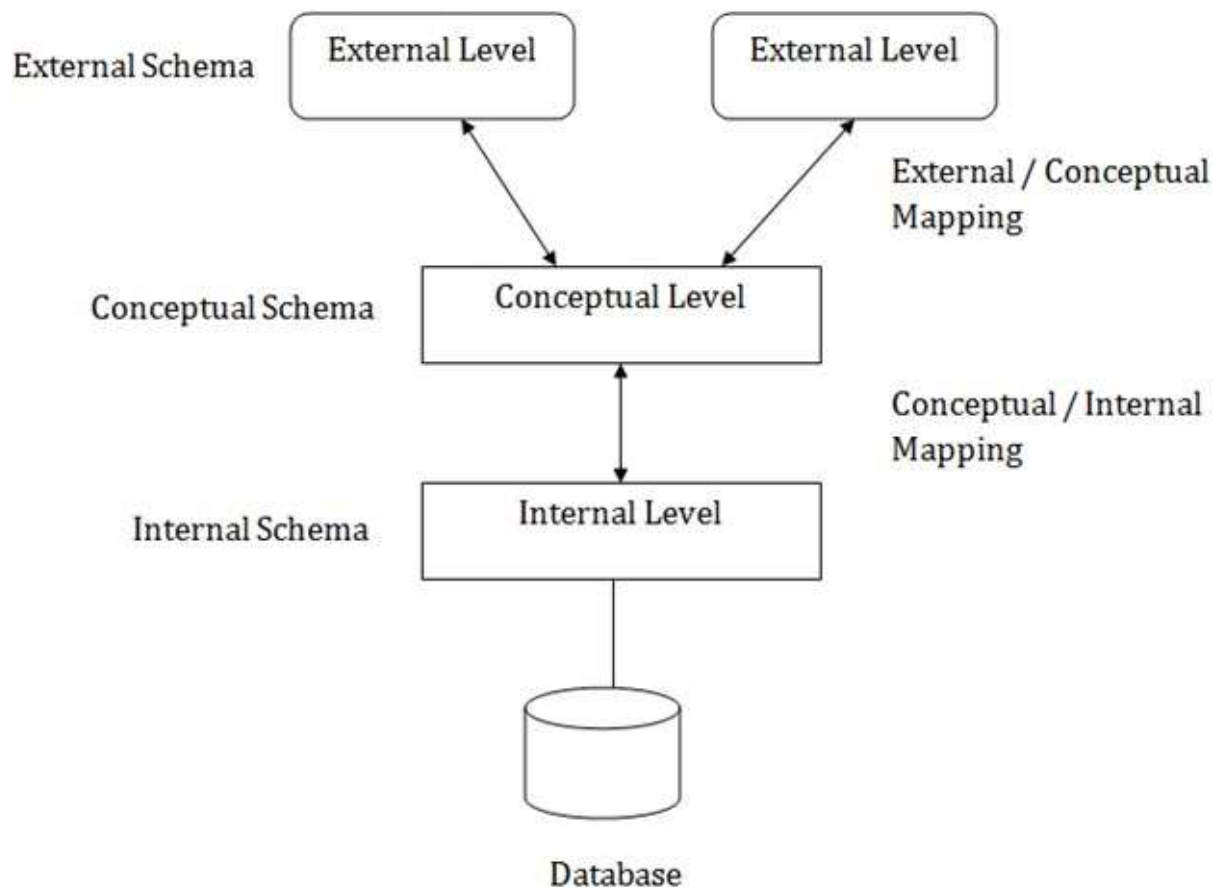 External Schema
External Level
External Level
External / Conceptual
Mapping
Conceptual Schema
Conceptual Level
Conceptual / Internal
Mapping
Internal Schema
Internal Level
Database